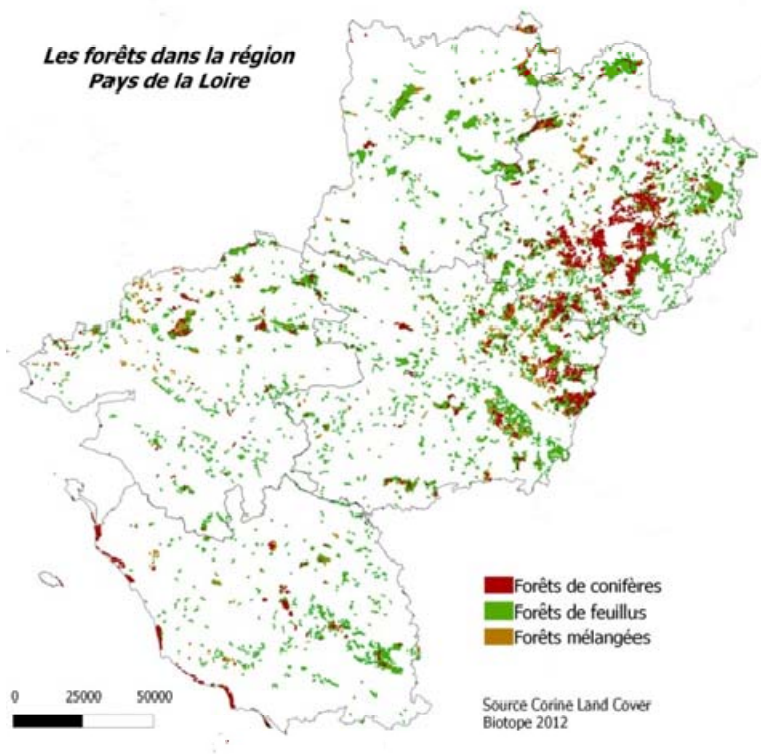 Les forêts dans la région
Pays de la Loire
Forêts de conifères
Forêts de feuillus
Forêts mélangées
0 25000 50000
Source Corine Land Cover
Biotope 2012